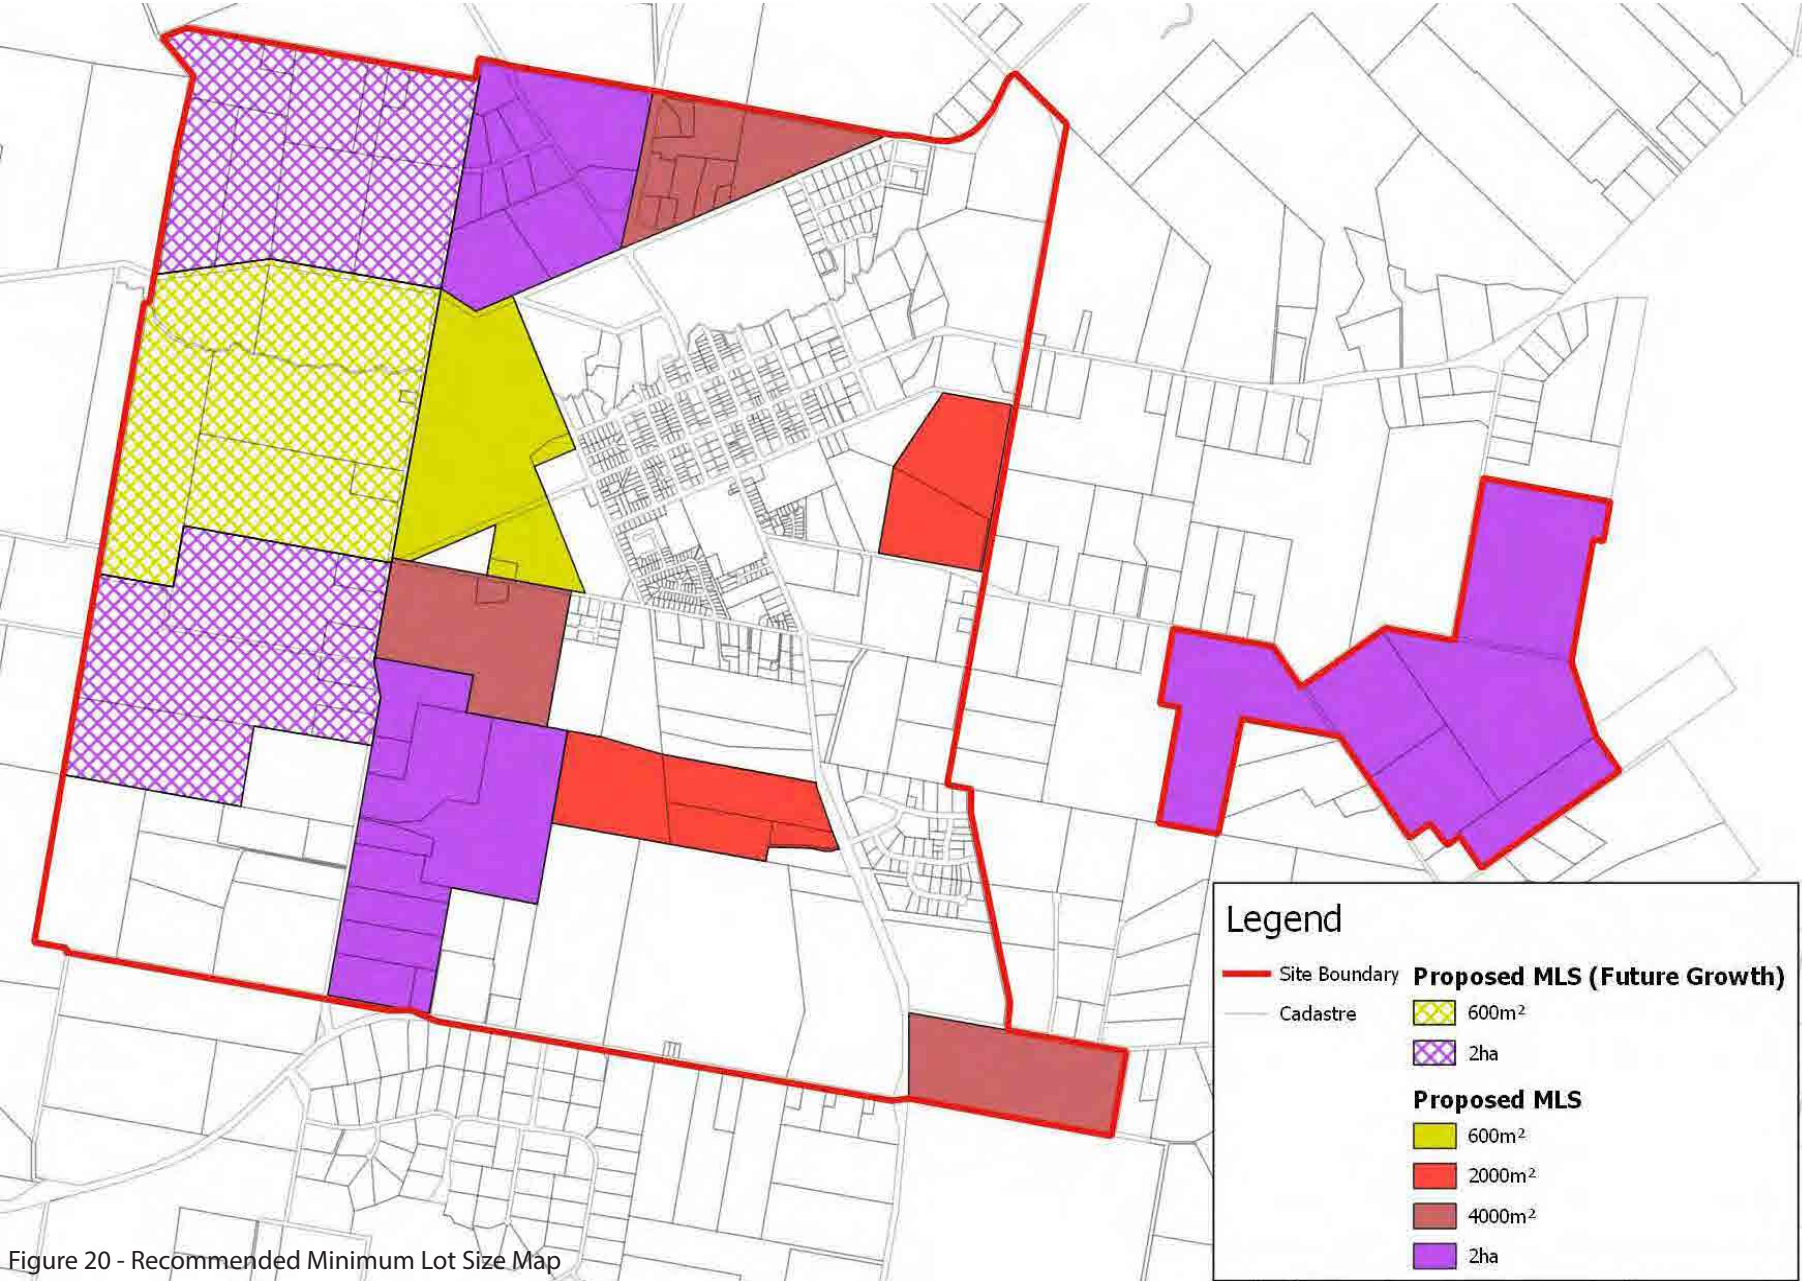 Legend
Site Boundary
Cadastre
Proposed MLS (Future Growth)
600m²
2ha
Proposed MLS
600m²
2000m²
4000m²
2ha
Figure 20 - Recommended Minimum Lot Size Map